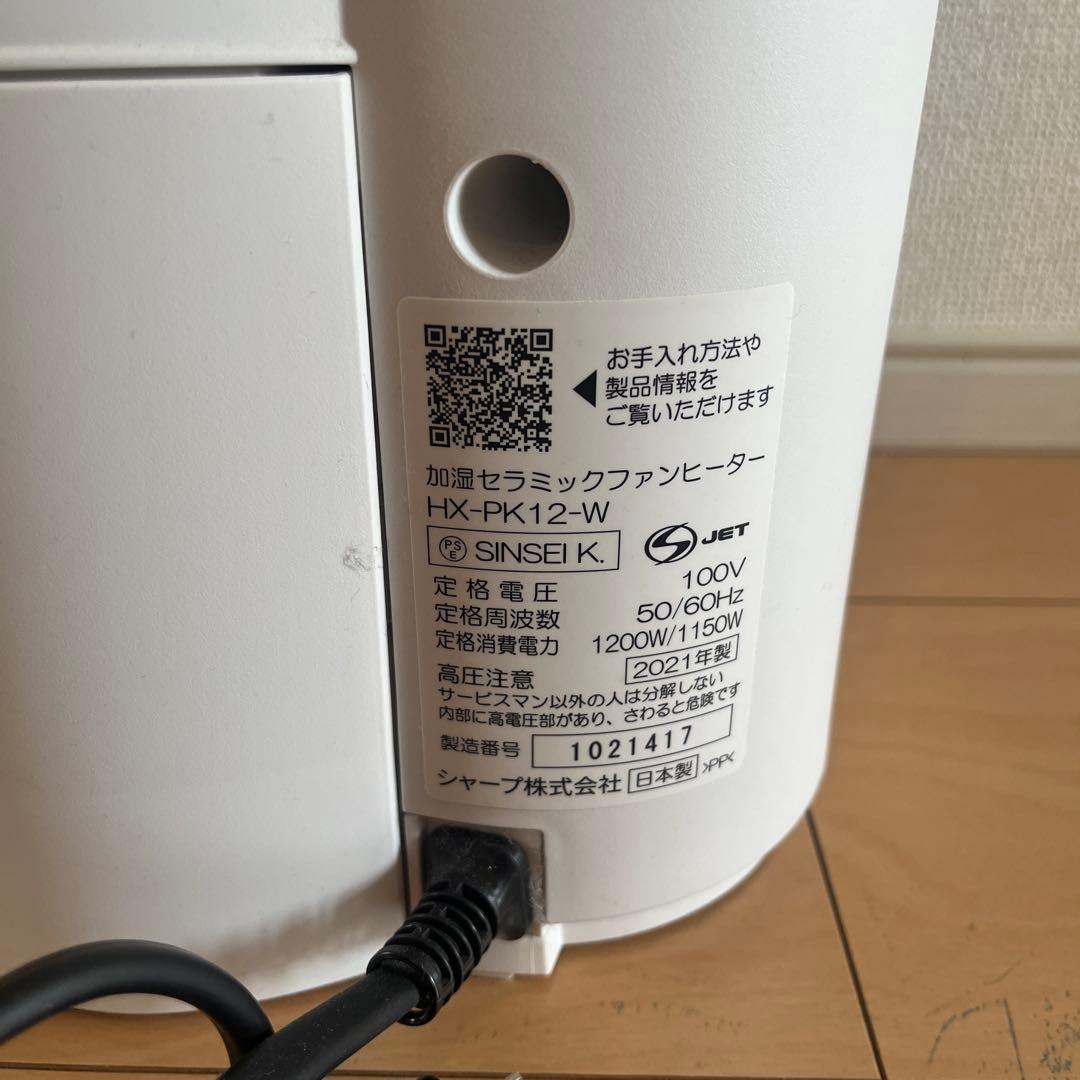 お手入れ方法や
製品情報を
ご覧いただけます
加湿セラミックファンヒーター
HX-PK12-W
PSE SINSEI K. S JET
定格電圧 100V
定格周波数 50/60Hz
定格消費電力 1200W/1150W
2021年製
高圧注意
サービスマン以外の人は分解しない
内部に高電圧部があり、さわると危険です
製造番号 1021417
シャープ株式会社 日本製 >PP<